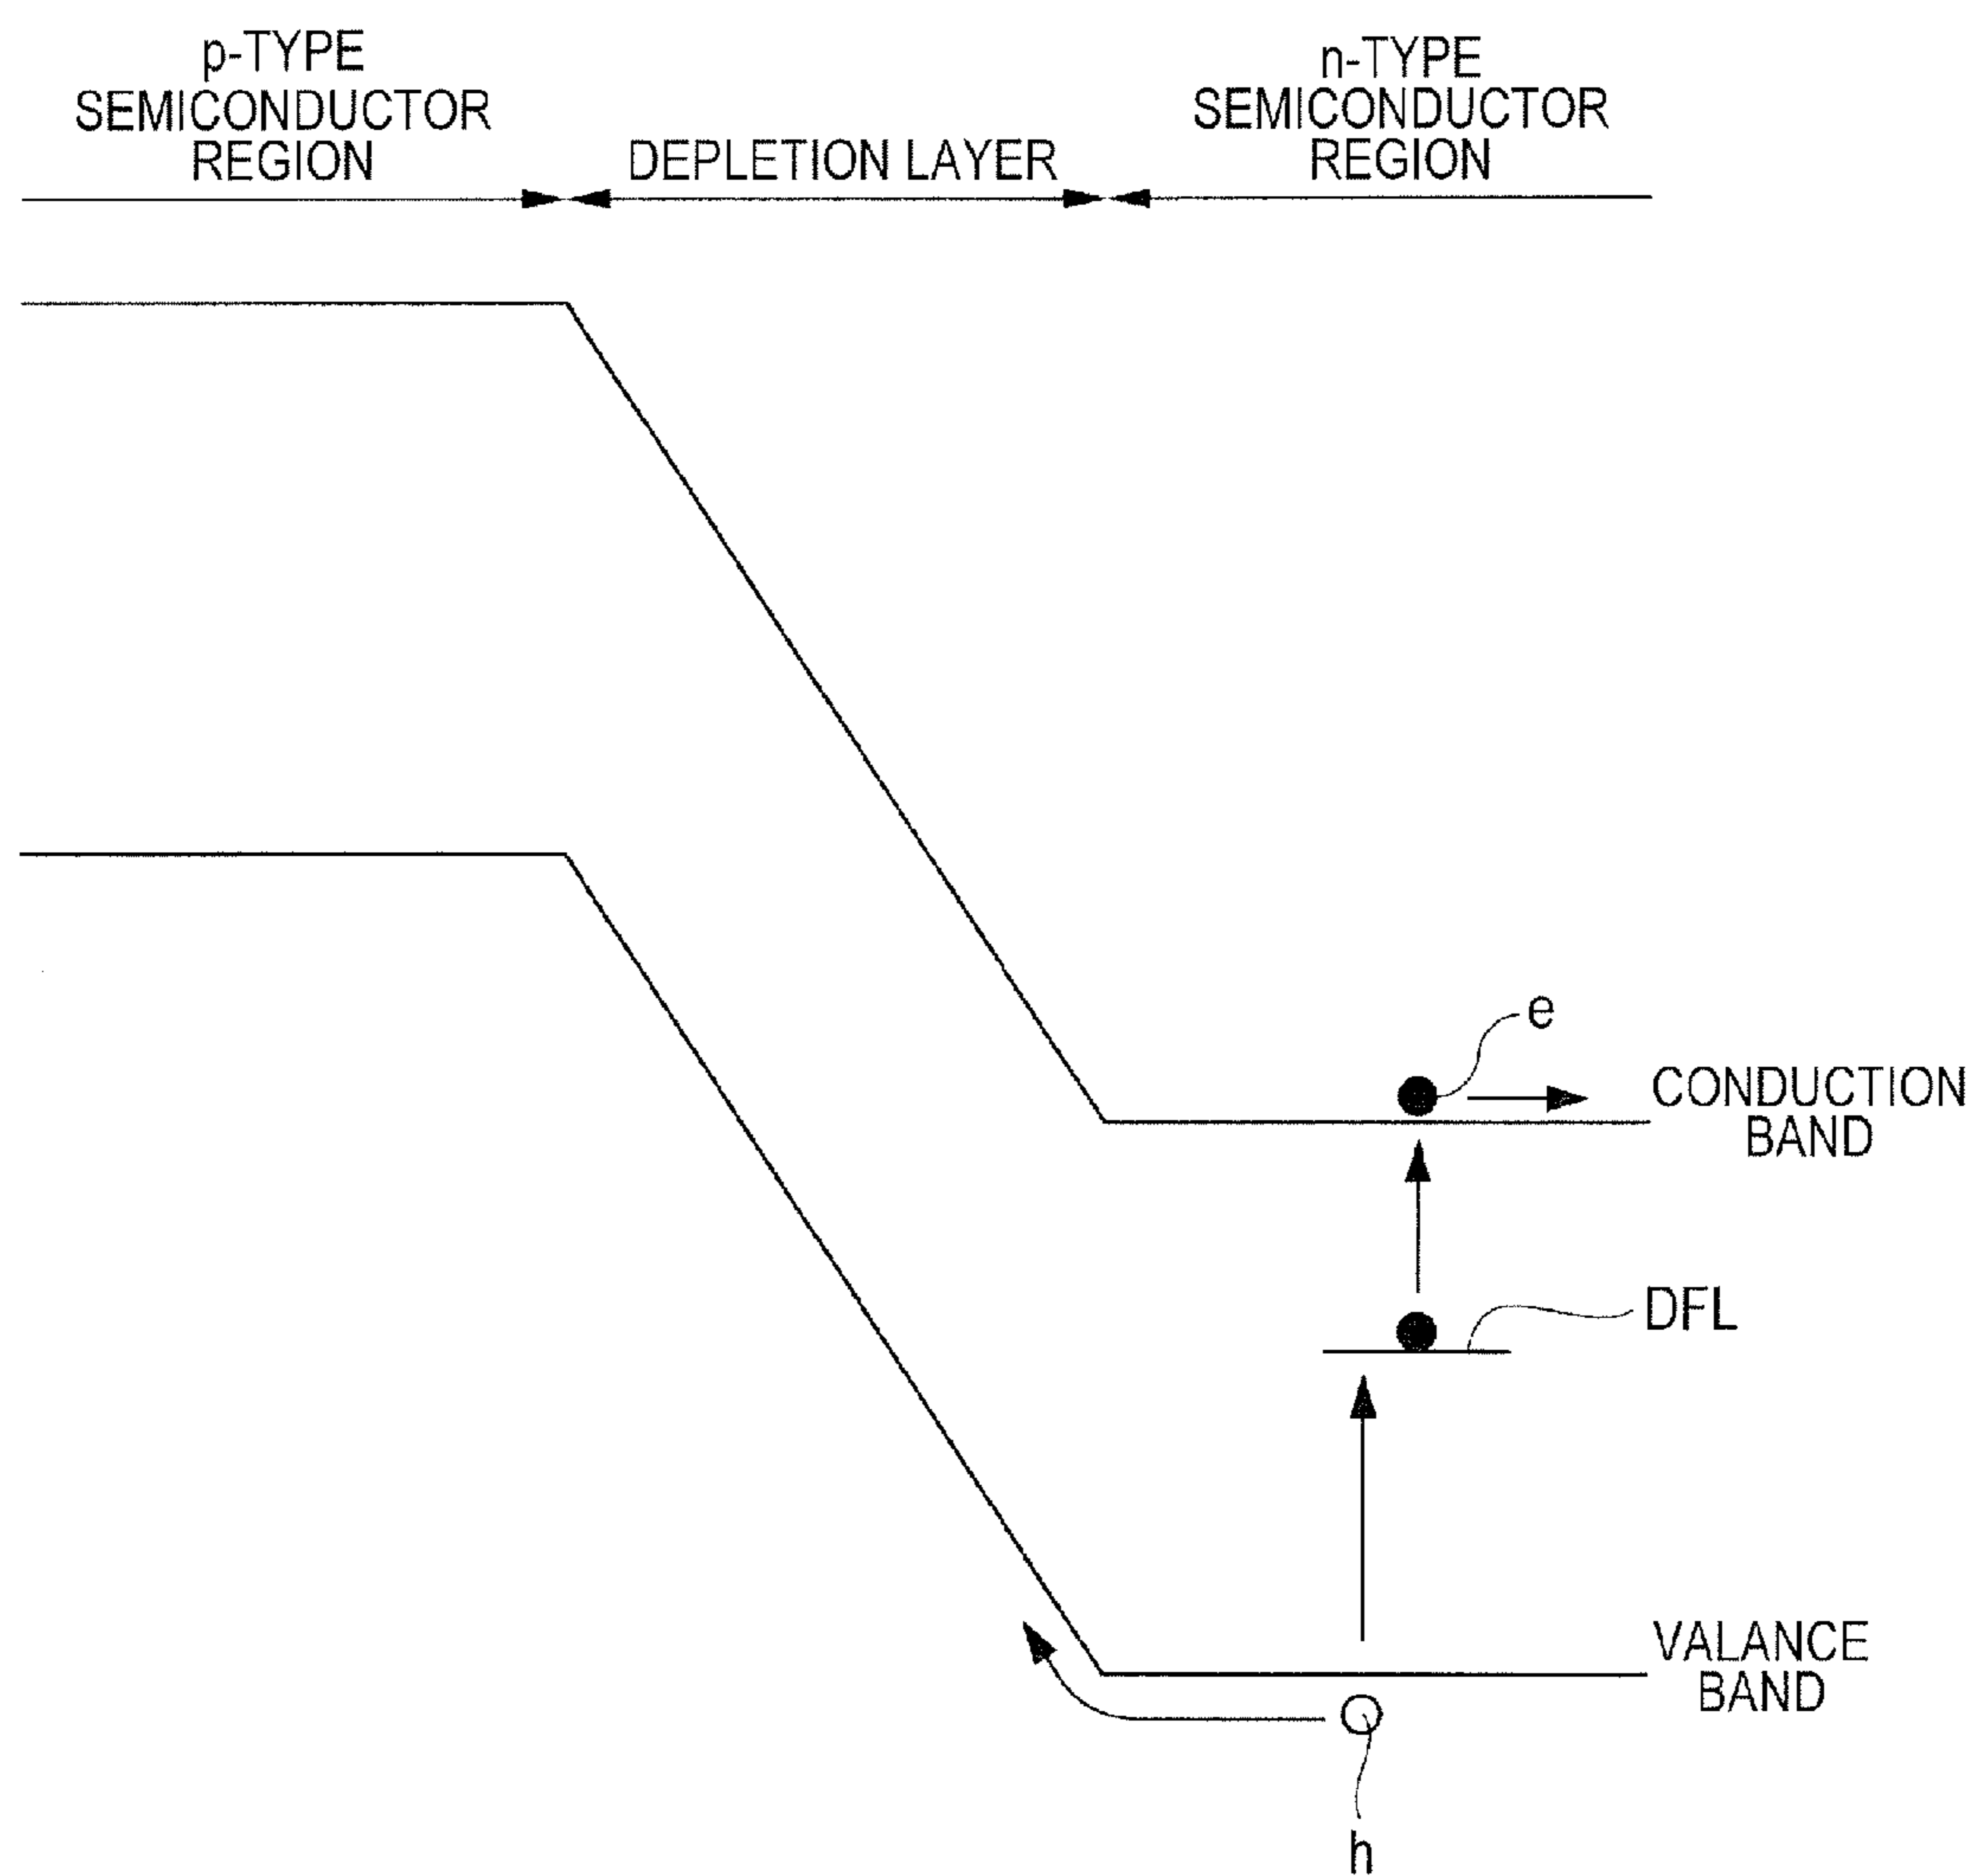 p-TYPE
SEMICONDUCTOR
REGION
DEPLETION LAYER
n-TYPE
SEMICONDUCTOR
REGION
e
CONDUCTION
BAND
DFL
VALANCE
BAND
h